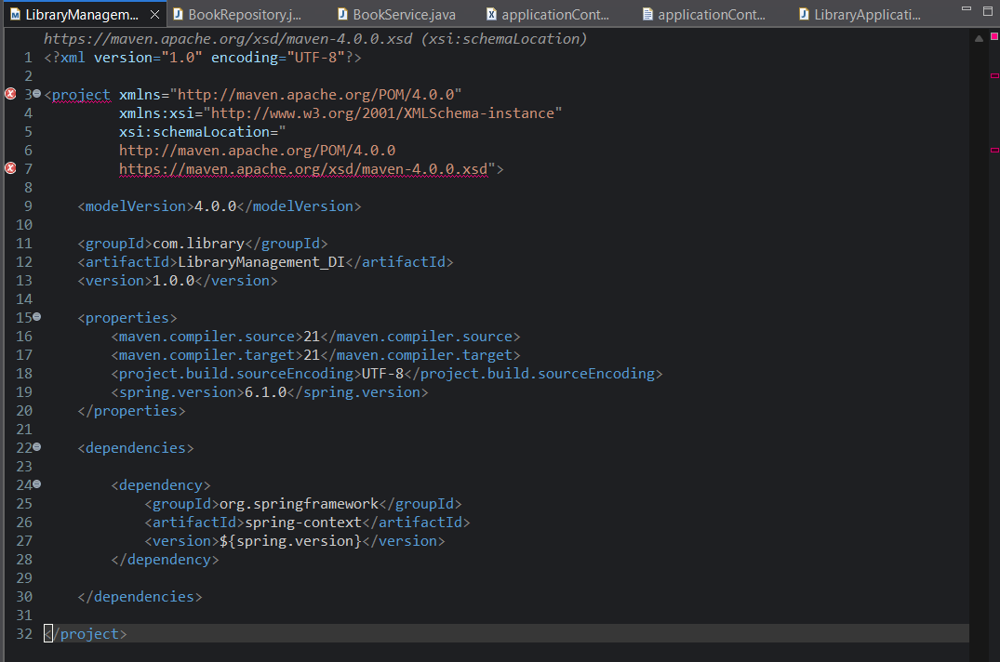 LibraryManagem... BookRepository.j... BookService.java applicationCont... applicationCont... LibraryApplicati...
https://maven.apache.org/xsd/maven-4.0.0.xsd (xsi:schemaLocation)
1 <?xml version="1.0" encoding="UTF-8"?>
2
3 <project xmlns="http://maven.apache.org/POM/4.0.0"
4 xmlns:xsi="http://www.w3.org/2001/XMLSchema-instance"
5 xsi:schemaLocation="
6 http://maven.apache.org/POM/4.0.0
7 https://maven.apache.org/xsd/maven-4.0.0.xsd">
8
9 <modelVersion>4.0.0</modelVersion>
10
11 <groupId>com.library</groupId>
12 <artifactId>LibraryManagement_DI</artifactId>
13 <version>1.0.0</version>
14
15 <properties>
16 <maven.compiler.source>21</maven.compiler.source>
17 <maven.compiler.target>21</maven.compiler.target>
18 <project.build.sourceEncoding>UTF-8</project.build.sourceEncoding>
19 <spring.version>6.1.0</spring.version>
20 </properties>
21
22 <dependencies>
23
24 <dependency>
25 <groupId>org.springframework</groupId>
26 <artifactId>spring-context</artifactId>
27 <version>${spring.version}</version>
28 </dependency>
29
30 </dependencies>
31
32 </project>